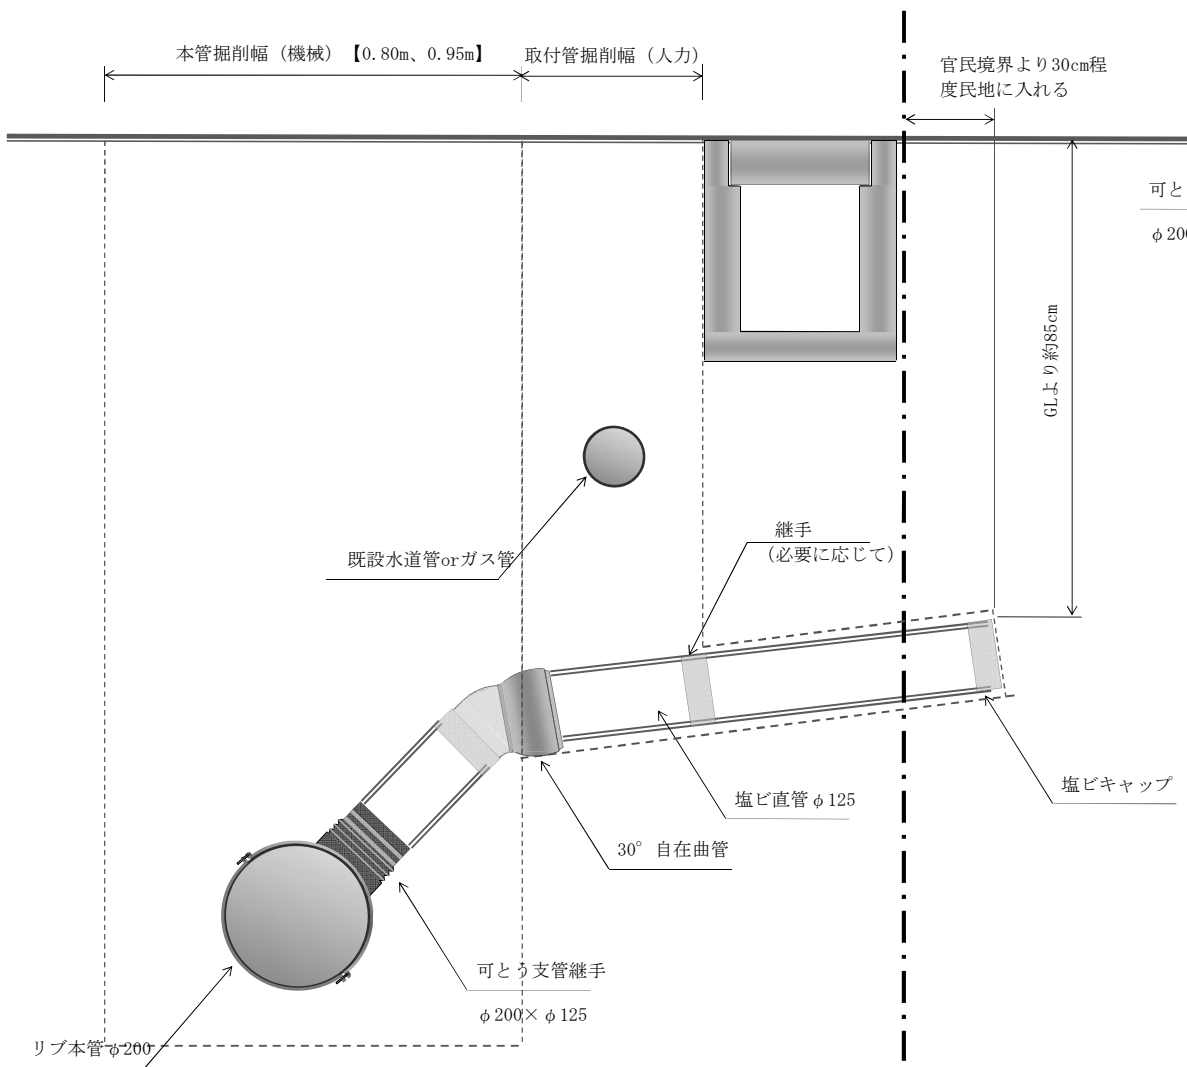 本管掘削幅（機械）【0.80m、0.95m】
取付管掘削幅（人力）
官民境界より30cm程
度民地に入れる
可と
φ200
GLより約85cm
継手
（必要に応じて）
既設水道管orガス管
塩ビキャップ
塩ビ直管φ125
30°自在曲管
可とう支管継手
φ200×φ125
リブ本管φ200